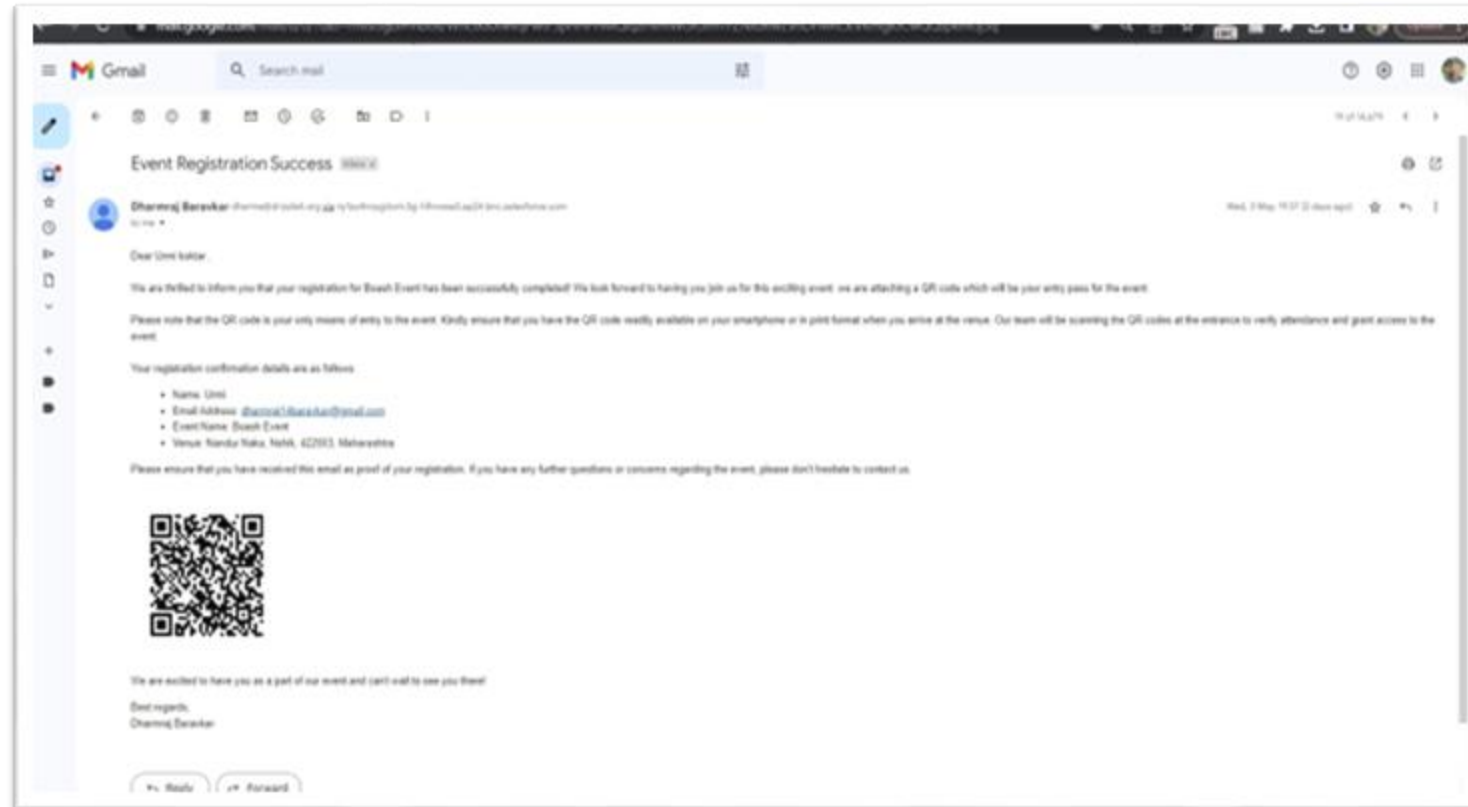 Gmail
Search mail
Event Registration Success
Dharmraj Baravkar
to me
Dear Urmi
We are thrilled to inform you that your registration for Boash Event has been successfully completed! We look forward to having you join us for this exciting event. we are attaching a QR code which will be your entry pass for the event.
Please note that the QR code is your only means of entry to the event. Kindly ensure that you have the QR code readily available on your smartphone or in print format when you arrive at the venue. Our team will be scanning the QR codes at the entrance to verify attendance and grant access to the
event.
Your registration confirmation details are as follows:
Name: Urmi
Email Address:
Event Name: Boash Event
Venue: Nandur Naka, Maharashtra
Please ensure that you have received this email as proof of your registration. If you have any further questions or concerns regarding the event, please don't hesitate to contact us.
We are excited to have you as a part of our event and can't wait to see you there!
Best regards,
Dharmraj Baravkar
Reply Forward